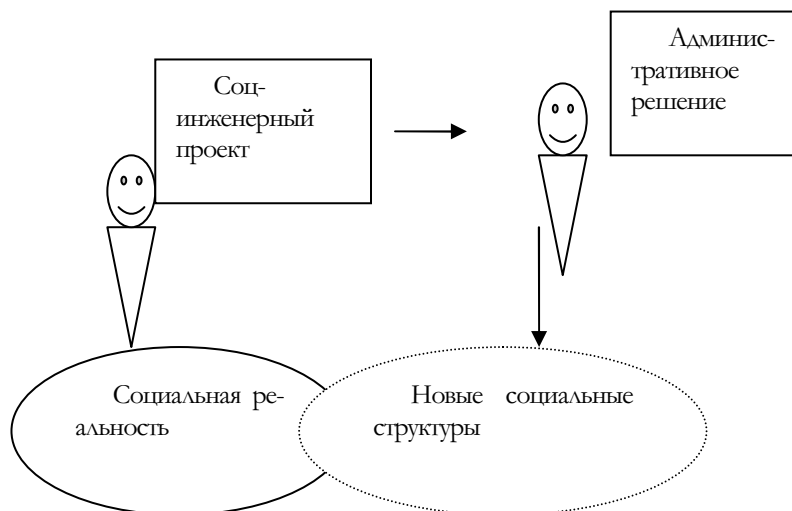 Соц-
инженерный
проект
Админис-
тративное
решение
Социальная ре-
альность
Новые социальные
структуры